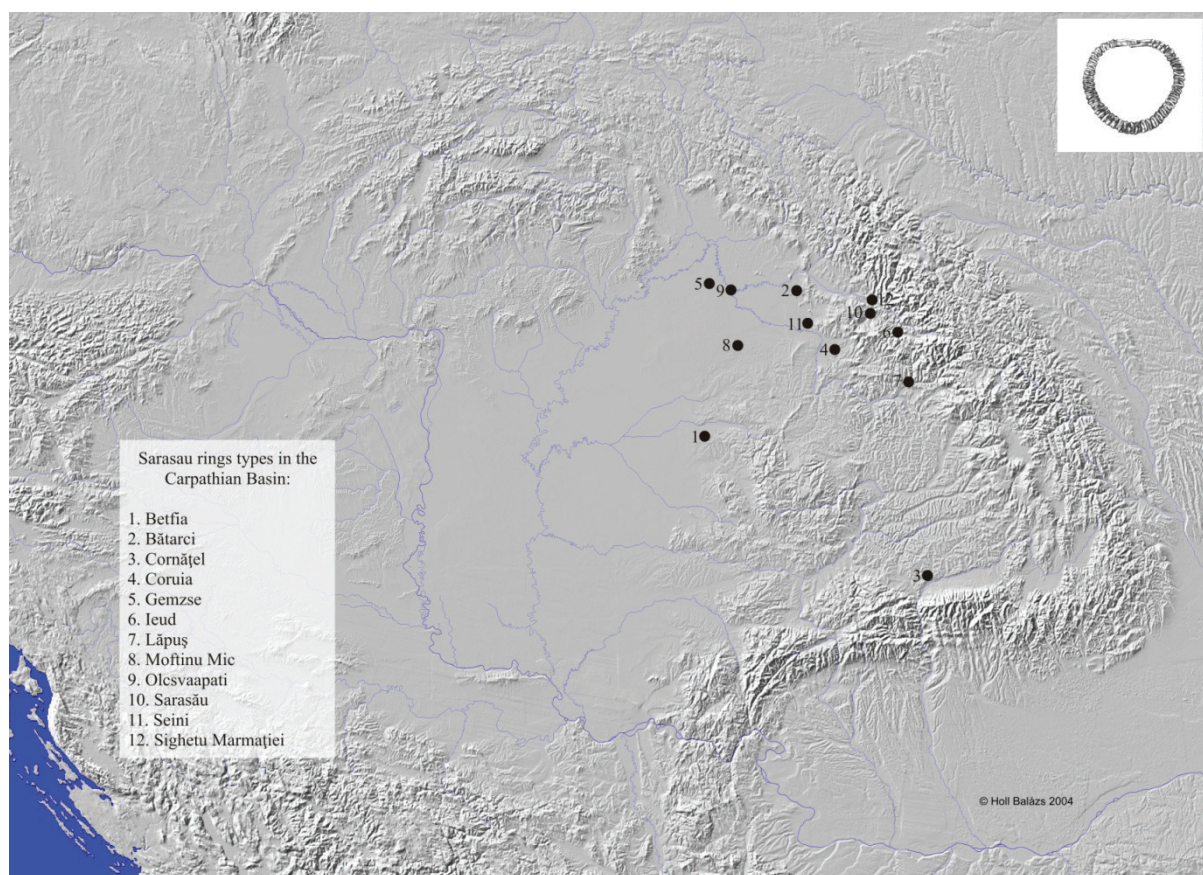 Sarasau rings types in the
Carpathian Basin:
1. Betfia
2. Bătarci
3. Cornăţel
4. Coruia
5. Gemzse
6. Ieud
7. Lăpuş
8. Moftinu Mic
9. Olcsvaapati
10. Sarasău
11. Seini
12. Sighetu Marmaţiei
5
9
2
12
10
11
6
8
4
7
1
3
© Holl Balázs 2004